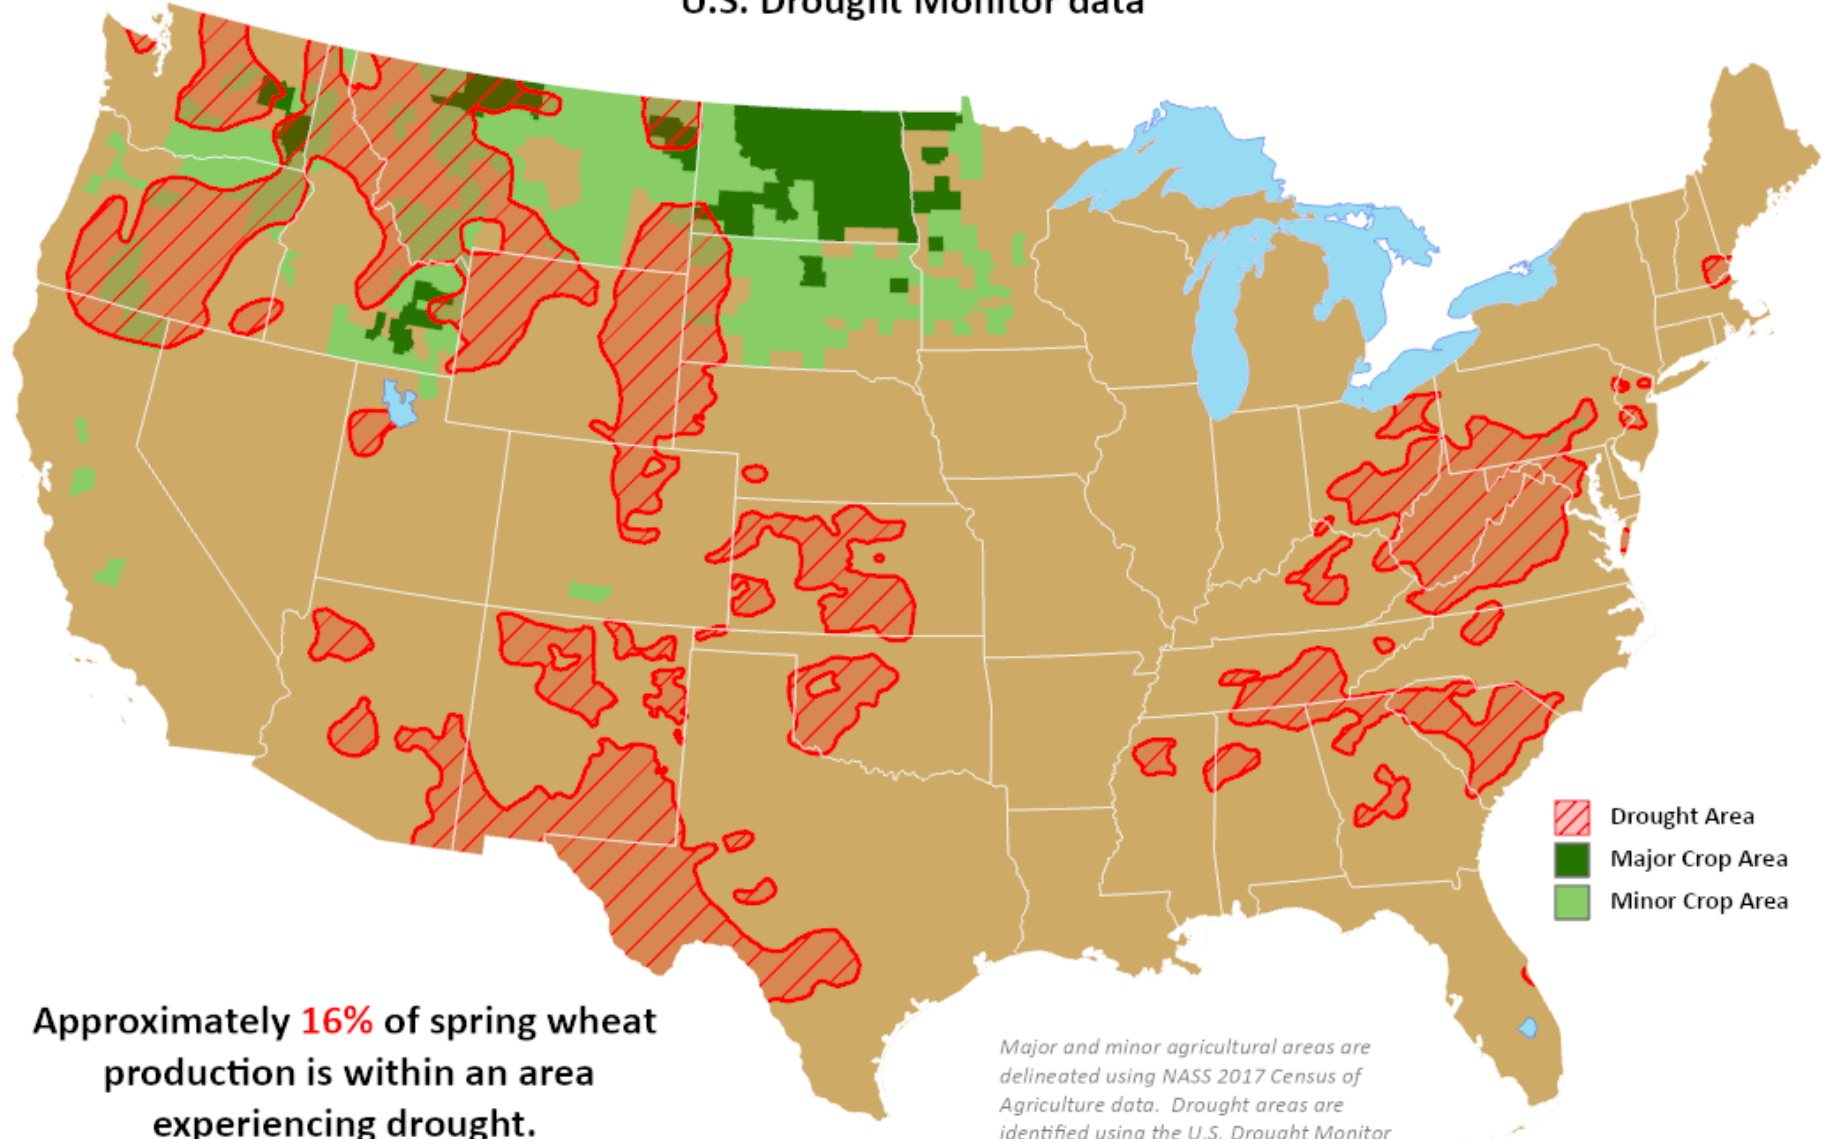 U.S. Drought Monitor data
Drought Area
Major Crop Area
Minor Crop Area
Approximately 16% of spring wheat
production is within an area
experiencing drought.
Major and minor agricultural areas are
delineated using NASS 2017 Census of
Agriculture data. Drought areas are
identified using the U.S. Drought Monitor